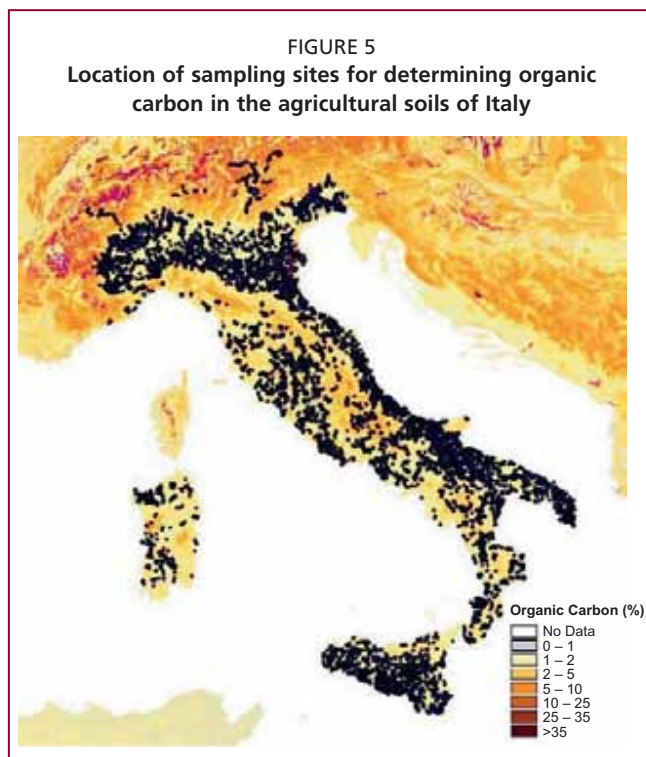 FIGURE 5
Location of sampling sites for determining organic
carbon in the agricultural soils of Italy
Organic Carbon (%)
No Data
0 – 1
1 – 2
2 – 5
5 – 10
10 – 25
25 – 35
>35